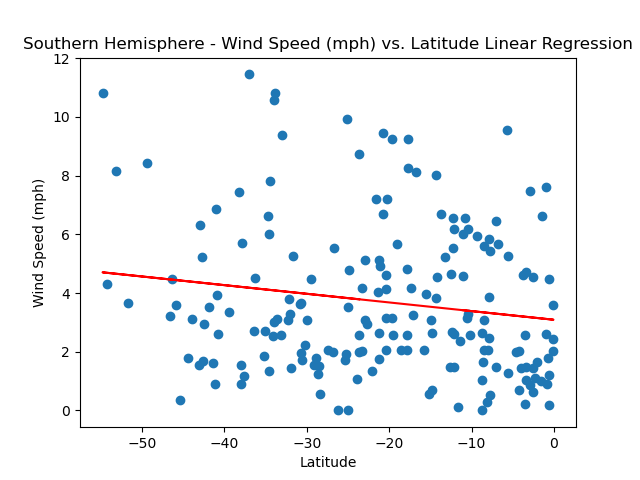 Southern Hemisphere - Wind Speed (mph) vs. Latitude Linear Regression
12
10
8
6
4
2
0
Wind Speed (mph)
−50 −40 −30 −20 −10 0
Latitude